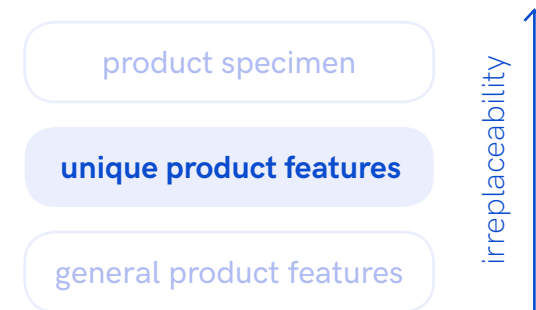 product specimen
unique product features
general product features
irreplaceability